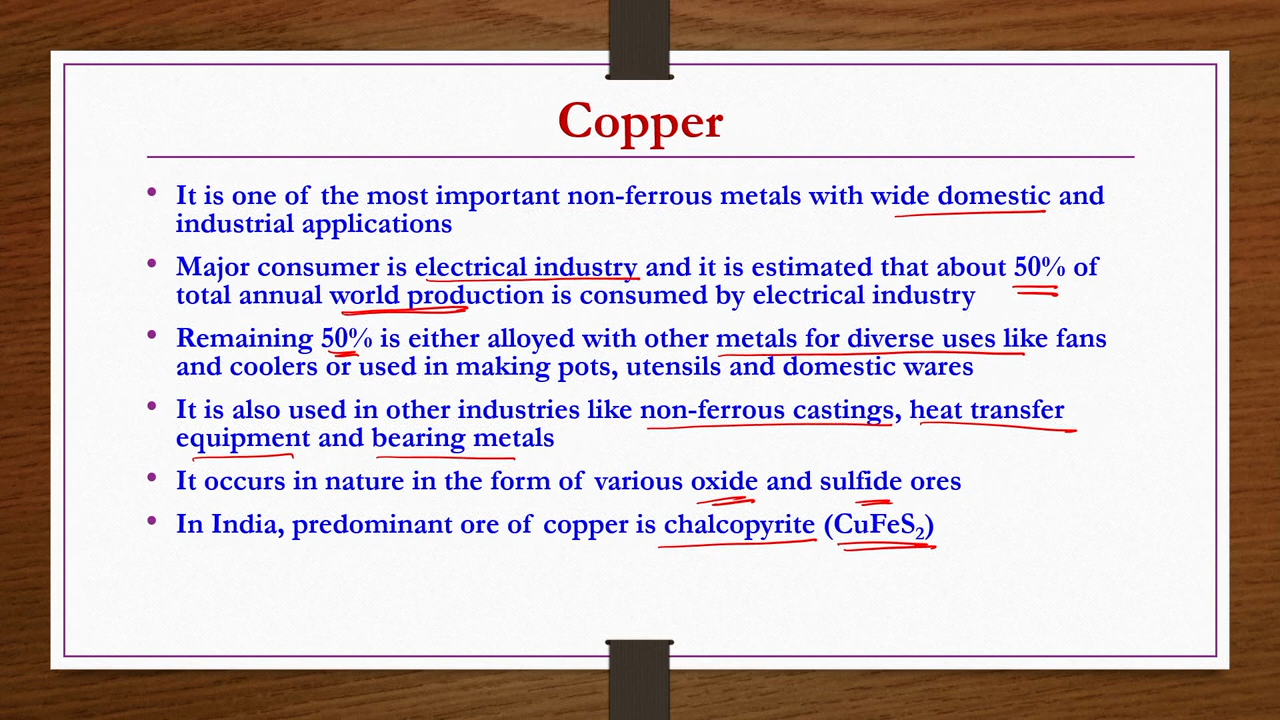 Copper
• It is one of the most important non-ferrous metals with wide domestic and
industrial applications
• Major consumer is electrical industry and it is estimated that about 50% of
total annual world production is consumed by electrical industry
• Remaining 50% is either alloyed with other metals for diverse uses like fans
and coolers or used in making pots, utensils and domestic wares
• It is also used in other industries like non-ferrous castings, heat transfer
equipment and bearing metals
• It occurs in nature in the form of various oxide and sulfide ores
• In India, predominant ore of copper is chalcopyrite (CuFeS₂)